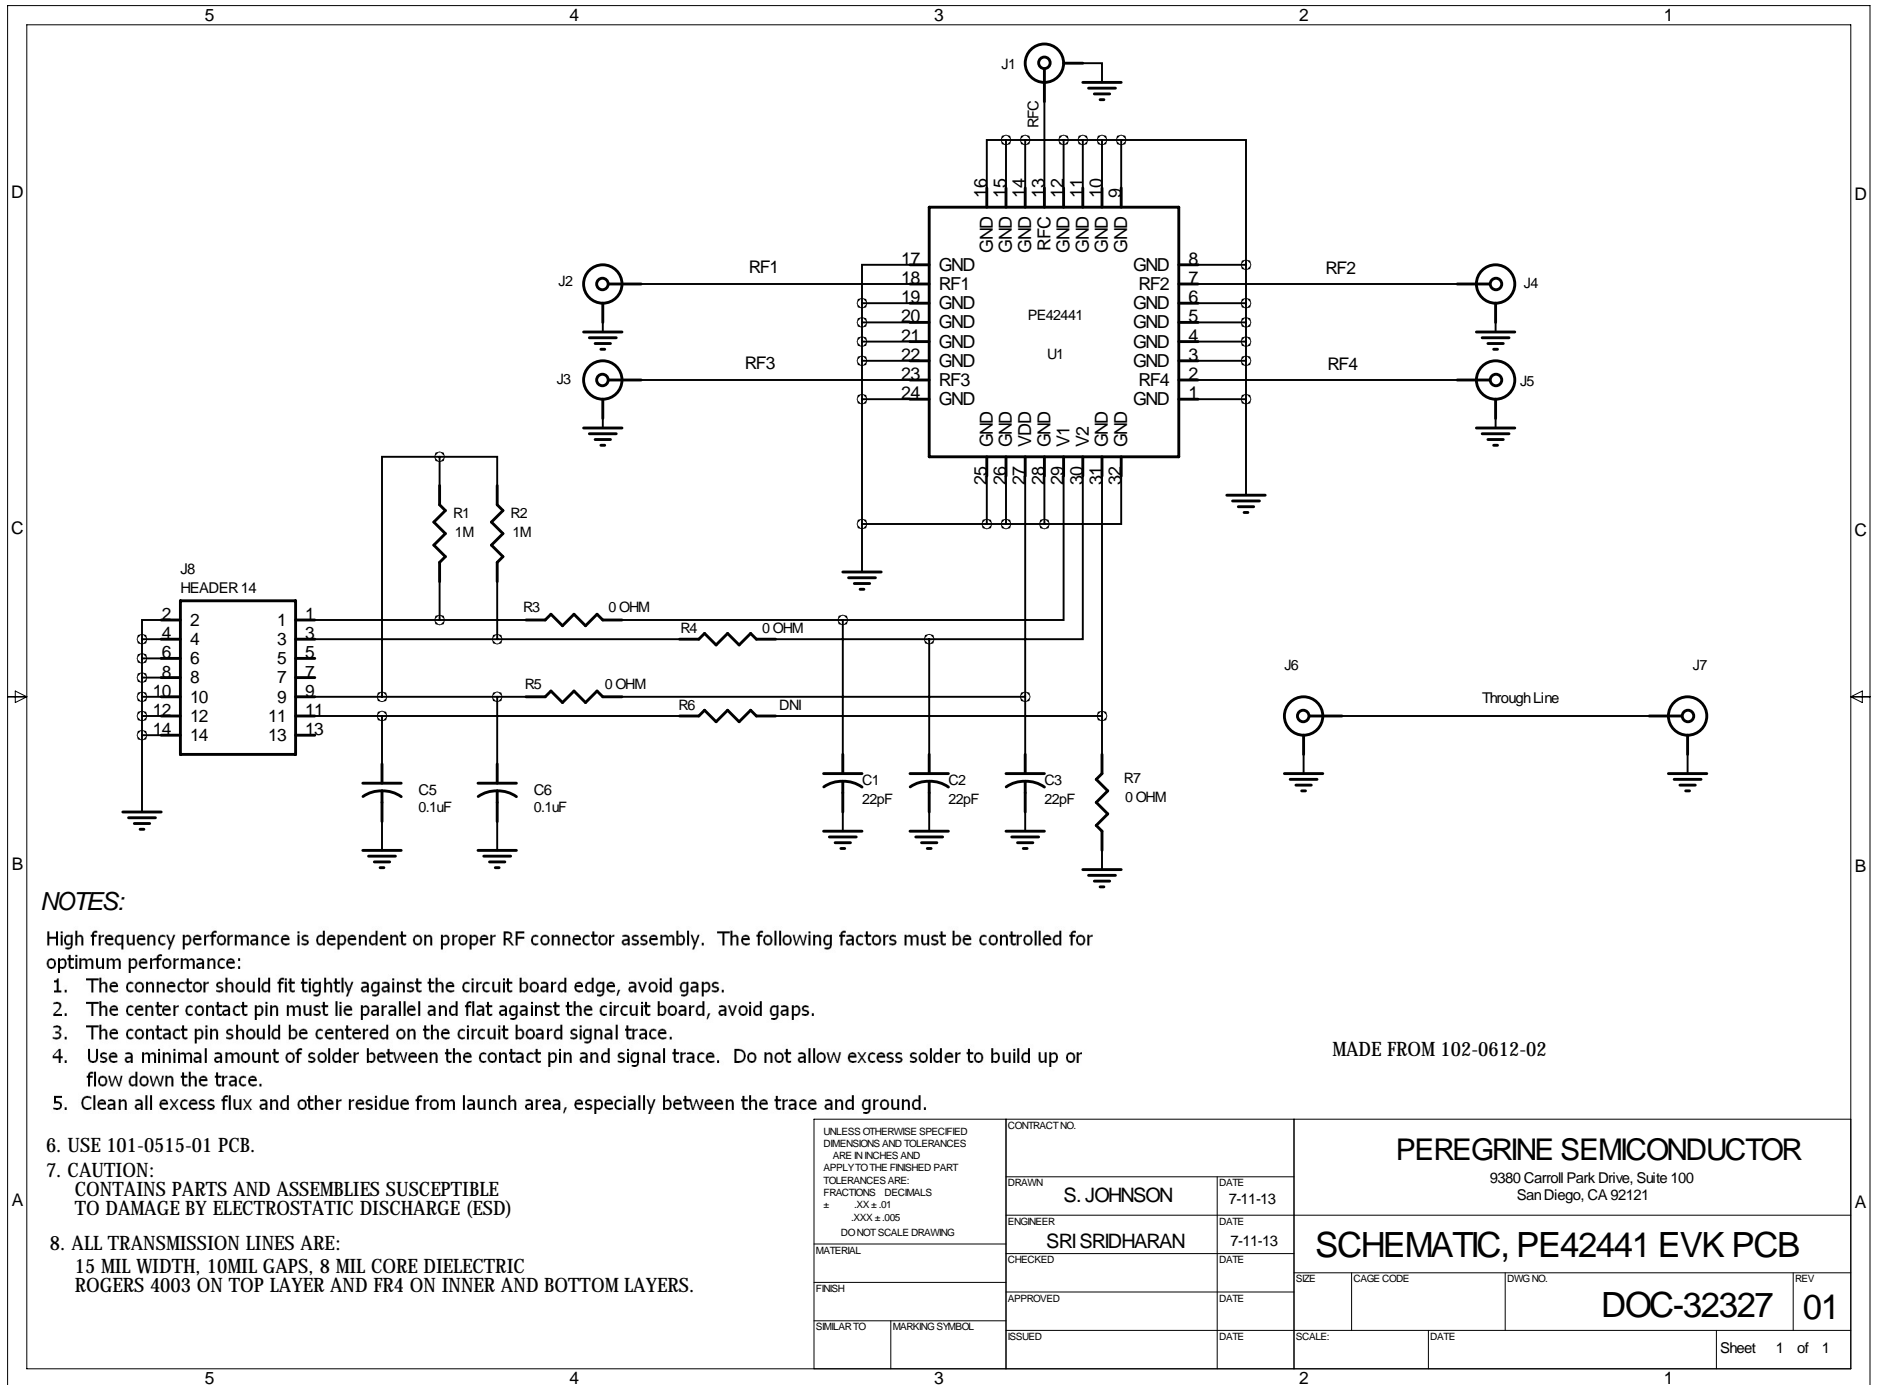 5 4 3 2 1
D
C
B
A
D
C
B
A
J1
RFC
16 15 14 13 12 11 10 9
GND GND GND RFC GND GND GND GND
17 GND
18 RF1
19 GND
20 GND
21 GND
22 GND
23 RF3
24 GND
GND 8
RF2 7
GND 6
GND 5
GND 4
GND 3
RF4 2
GND 1
PE42441
U1
GND GND VDD GND V1 V2 GND GND
25 26 27 28 29 30 31 32
J2
RF1
J3
RF3
RF2
J4
RF4
J5
R1
1M
R2
1M
J8
HEADER 14
2 2 1 1
4 4 3 3
6 6 5 5
8 8 7 7
10 10 9 9
12 12 11 11
14 14 13 13
R3 0 OHM
R4 0 OHM
R5 0 OHM
R6 DNI
C5
0.1uF
C6
0.1uF
C1
22pF
C2
22pF
C3
22pF
R7
0 OHM
J6
Through Line
J7
NOTES:
High frequency performance is dependent on proper RF connector assembly. The following factors must be controlled for
optimum performance:
1. The connector should fit tightly against the circuit board edge, avoid gaps.
2. The center contact pin must lie parallel and flat against the circuit board, avoid gaps.
3. The contact pin should be centered on the circuit board signal trace.
4. Use a minimal amount of solder between the contact pin and signal trace. Do not allow excess solder to build up or
flow down the trace.
5. Clean all excess flux and other residue from launch area, especially between the trace and ground.
6. USE 101-0515-01 PCB.
7. CAUTION:
CONTAINS PARTS AND ASSEMBLIES SUSCEPTIBLE
TO DAMAGE BY ELECTROSTATIC DISCHARGE (ESD)
8. ALL TRANSMISSION LINES ARE:
15 MIL WIDTH, 10MIL GAPS, 8 MIL CORE DIELECTRIC
ROGERS 4003 ON TOP LAYER AND FR4 ON INNER AND BOTTOM LAYERS.
MADE FROM 102-0612-02
UNLESS OTHERWISE SPECIFIED
DIMENSIONS AND TOLERANCES
ARE IN INCHES AND
APPLY TO THE FINISHED PART
TOLERANCES ARE:
FRACTIONS DECIMALS
± .XX ± .01
.XXX ± .005
DO NOT SCALE DRAWING
MATERIAL
FINISH
SIMILAR TO
MARKING SYMBOL
CONTRACT NO.
DRAWN
S. JOHNSON
DATE
7-11-13
ENGINEER
SRI SRIDHARAN
DATE
7-11-13
CHECKED
DATE
APPROVED
DATE
ISSUED
DATE
PEREGRINE SEMICONDUCTOR
9380 Carroll Park Drive, Suite 100
San Diego, CA 92121
SCHEMATIC, PE42441 EVK PCB
SIZE
CAGE CODE
DWG NO.
DOC-32327
REV
01
SCALE:
DATE
Sheet 1 of 1
5 4 3 2 1